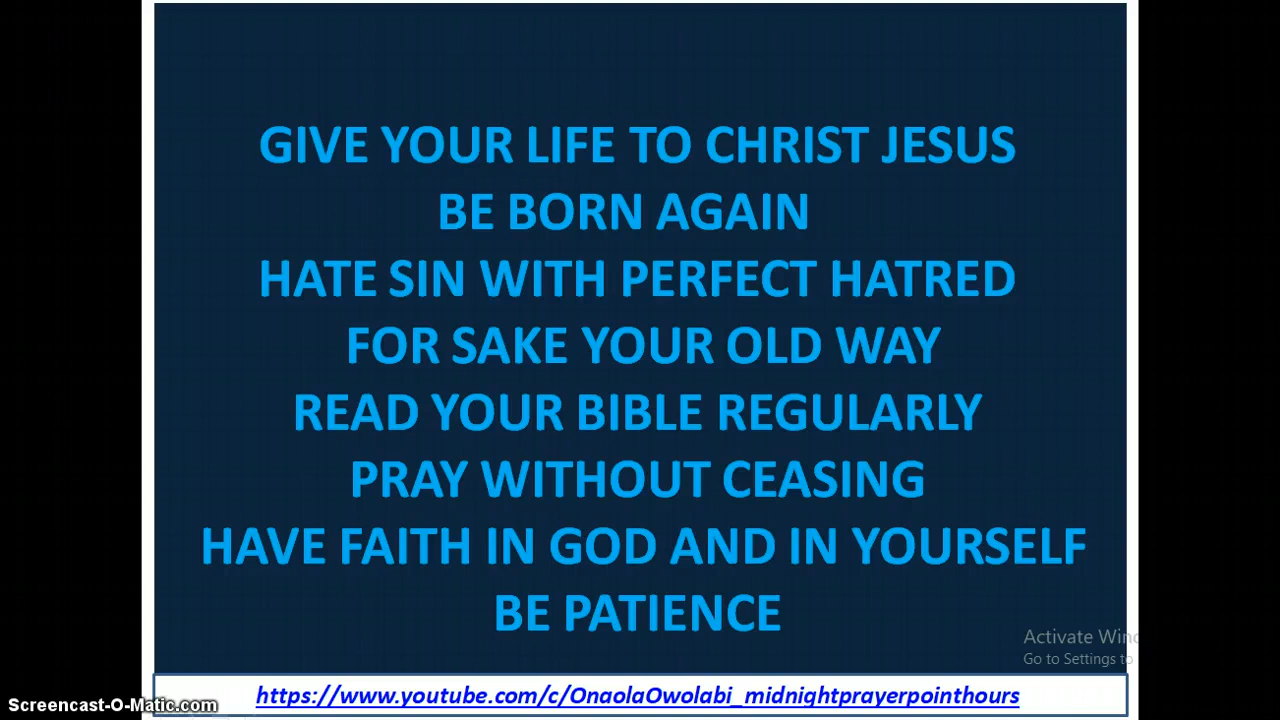 GIVE YOUR LIFE TO CHRIST JESUS
BE BORN AGAIN
HATE SIN WITH PERFECT HATRED
FOR SAKE YOUR OLD WAY
READ YOUR BIBLE REGULARLY
PRAY WITHOUT CEASING
HAVE FAITH IN GOD AND IN YOURSELF
BE PATIENCE
Activate
Go to Settings to
https://www.youtube.com/c/OnaolaOwolabi_midnightprayerpointhours
Screencast-O-Matic.com